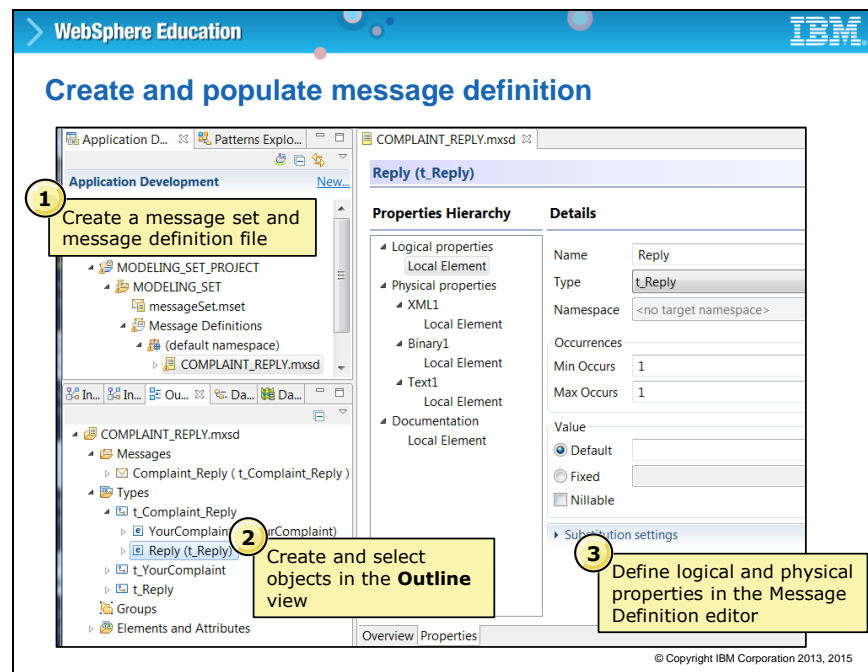 WebSphere Education
IBM
Create and populate message definition
Application D...
Patterns Explo...
Application Development
New...
1
Create a message set and
message definition file
MODELING_SET_PROJECT
MODELING_SET
messageSet.mset
Message Definitions
(default namespace)
COMPLAINT_REPLY.mxsd
In...
In...
Ou...
Da...
Da...
COMPLAINT_REPLY.mxsd
Messages
Complaint_Reply ( t_Complaint_Reply )
Types
t_Complaint_Reply
YourComplain
urComplaint)
Reply (t_Reply)
t_YourComplaint
t_Reply
Groups
Elements and Attributes
2
Create and select
objects in the Outline
view
COMPLAINT_REPLY.mxsd
Reply (t_Reply)
Properties Hierarchy
Logical properties
Local Element
Physical properties
XML1
Local Element
Binary1
Local Element
Text1
Local Element
Documentation
Local Element
Details
Name
Reply
Type
t_Reply
Namespace
<no target namespace>
Occurrences
Min Occurs
1
Max Occurs
1
Value
Default
Fixed
Nillable
Substitution settings
3
Define logical and physical
properties in the Message
Definition editor
Overview
Properties
© Copyright IBM Corporation 2013, 2015